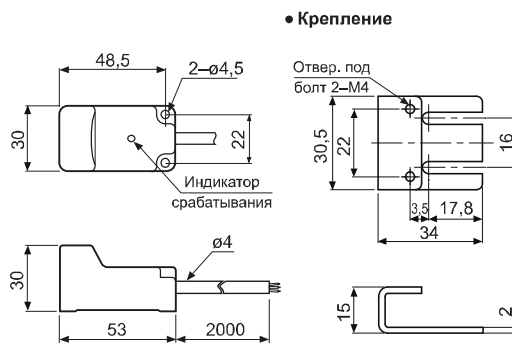 • Крепление
48,5
2–ø4,5
30
22
Индикатор
срабатывания
Отвер. под
болт 2–М4
30,5
22
16
3,5
17,8
34
ø4
30
53
2000
15
2